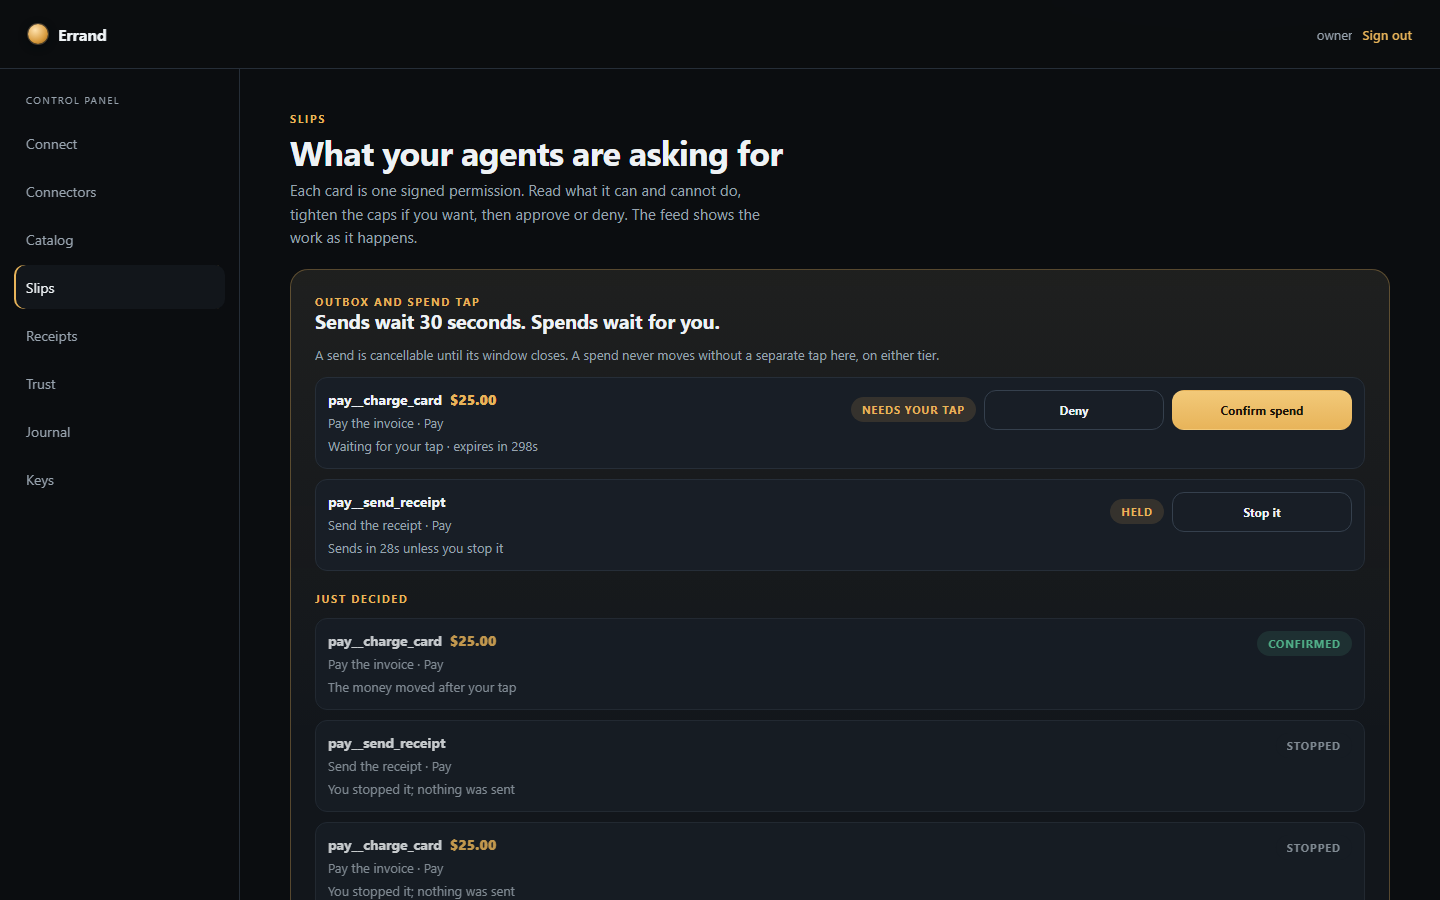 Errand
owner Sign out
CONTROL PANEL
Connect
Connectors
Catalog
Slips
Receipts
Trust
Journal
Keys
SLIPS
What your agents are asking for
Each card is one signed permission. Read what it can and cannot do,
tighten the caps if you want, then approve or deny. The feed shows the
work as it happens.
OUTBOX AND SPEND TAP
Sends wait 30 seconds. Spends wait for you.
A send is cancellable until its window closes. A spend never moves without a separate tap here, on either tier.
pay__charge_card $25.00
Pay the invoice · Pay
Waiting for your tap · expires in 298s
NEEDS YOUR TAP
Deny
Confirm spend
pay__send_receipt
Send the receipt · Pay
Sends in 28s unless you stop it
HELD
Stop it
JUST DECIDED
pay__charge_card $25.00
Pay the invoice · Pay
The money moved after your tap
CONFIRMED
pay__send_receipt
Send the receipt · Pay
You stopped it; nothing was sent
STOPPED
pay__charge_card $25.00
Pay the invoice · Pay
You stopped it; nothing was sent
STOPPED